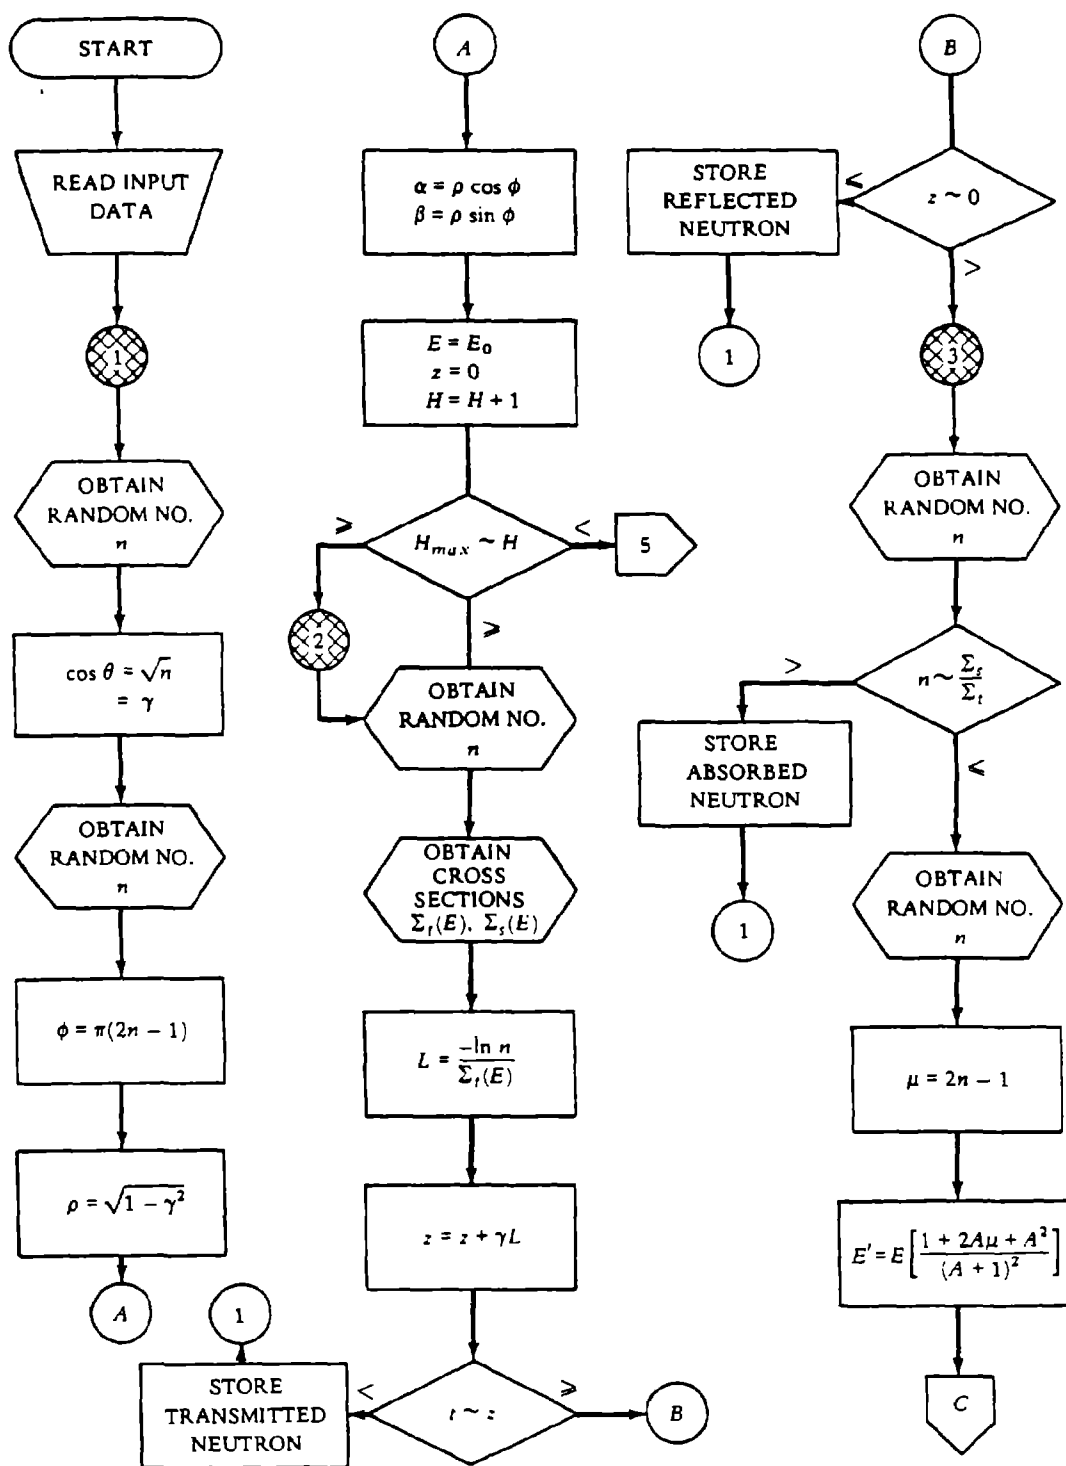 START
READ INPUT
DATA
1
OBTAIN
RANDOM NO.
n
cos θ = √n
= γ
OBTAIN
RANDOM NO.
n
ϕ = π(2n − 1)
ρ = √(1 − γ²)
A
A
α = ρ cos ϕ
β = ρ sin ϕ
E = E₀
z = 0
H = H + 1
⩾ H_max ~ H <
5
2
⩾
OBTAIN
RANDOM NO.
n
OBTAIN
CROSS
SECTIONS
Σ_t(E), Σ_s(E)
L = −ln n / Σ_t(E)
z = z + γL
< t ~ z ⩾
B
STORE
TRANSMITTED
NEUTRON
1
B
⩽ z ~ 0
>
STORE
REFLECTED
NEUTRON
1
3
OBTAIN
RANDOM NO.
n
> n ~ Σ_s / Σ_t
⩽
STORE
ABSORBED
NEUTRON
1
OBTAIN
RANDOM NO.
n
μ = 2n − 1
E′ = E [ 1 + 2Aμ + A² / (A + 1)² ]
C